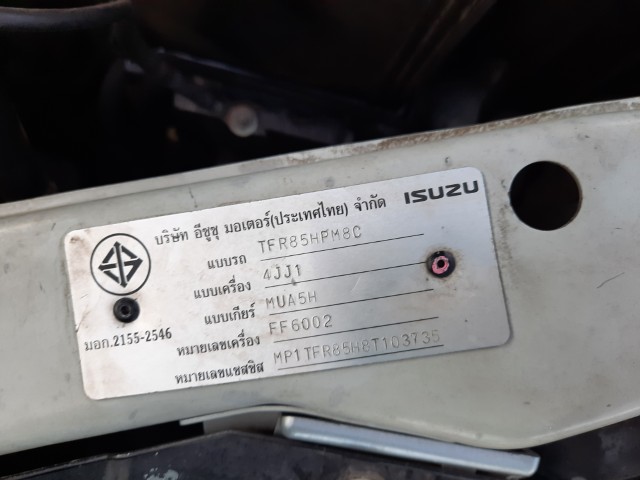 บริษัท อีซูซุ มอเตอร์(ประเทศไทย) จำกัด ISUZU
แบบรถ TFR85HPM8C
แบบเครื่อง 4JJ1
แบบเกียร์ MUA5H
มอก.2155-2546
หมายเลขเครื่อง FF6002
หมายเลขแชสซิส MP1TFR85H8T103735